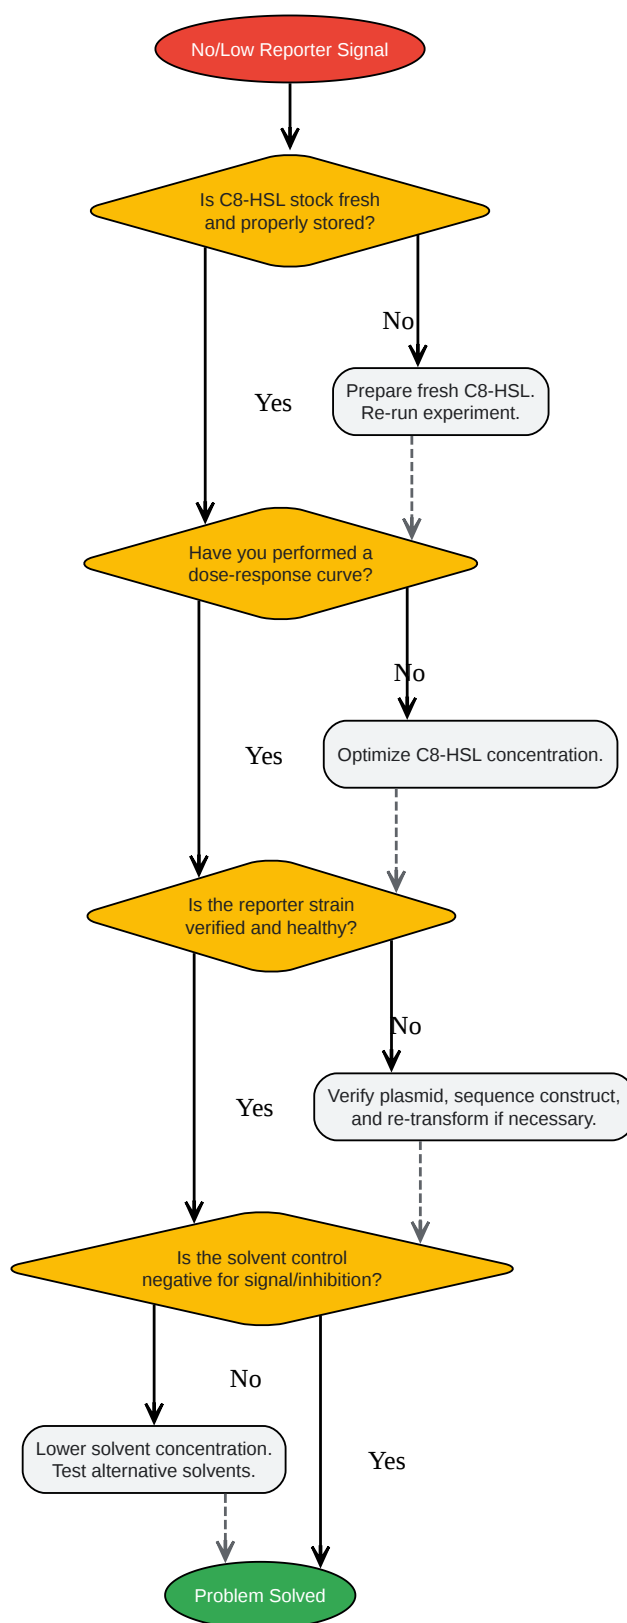 No/Low Reporter Signal
Is C8-HSL stock fresh
and properly stored?
No
Yes
Prepare fresh C8-HSL.
Re-run experiment.
Have you performed a
dose-response curve?
No
Yes
Optimize C8-HSL concentration.
Is the reporter strain
verified and healthy?
No
Yes
Verify plasmid, sequence construct,
and re-transform if necessary.
Is the solvent control
negative for signal/inhibition?
No
Yes
Lower solvent concentration.
Test alternative solvents.
Problem Solved